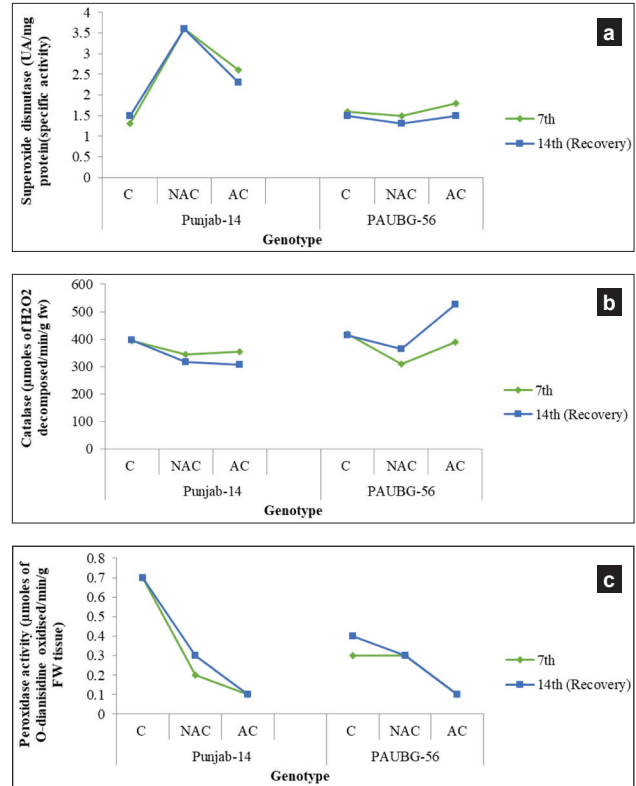 a
Superoxide dismutase (UA/mg
protein(specific activity)
4
3.5
3
2.5
2
1.5
1
0.5
0
C NAC AC C NAC AC
Punjab-14 PAUBG-56
Genotype
7th
14th (Recovery)
b
Catalase (µmoles of H2O2
decomposed/min/g fw)
600
500
400
300
200
100
0
C NAC AC C NAC AC
Punjab-14 PAUBG-56
Genotype
7th
14th (Recovery)
c
Peroxidase activity (µmoles of
O-dianisidine oxidised/min/g
FW tissue)
0.8
0.7
0.6
0.5
0.4
0.3
0.2
0.1
0
C NAC AC C NAC AC
Punjab-14 PAUBG-56
Genotype
7th
14th (Recovery)